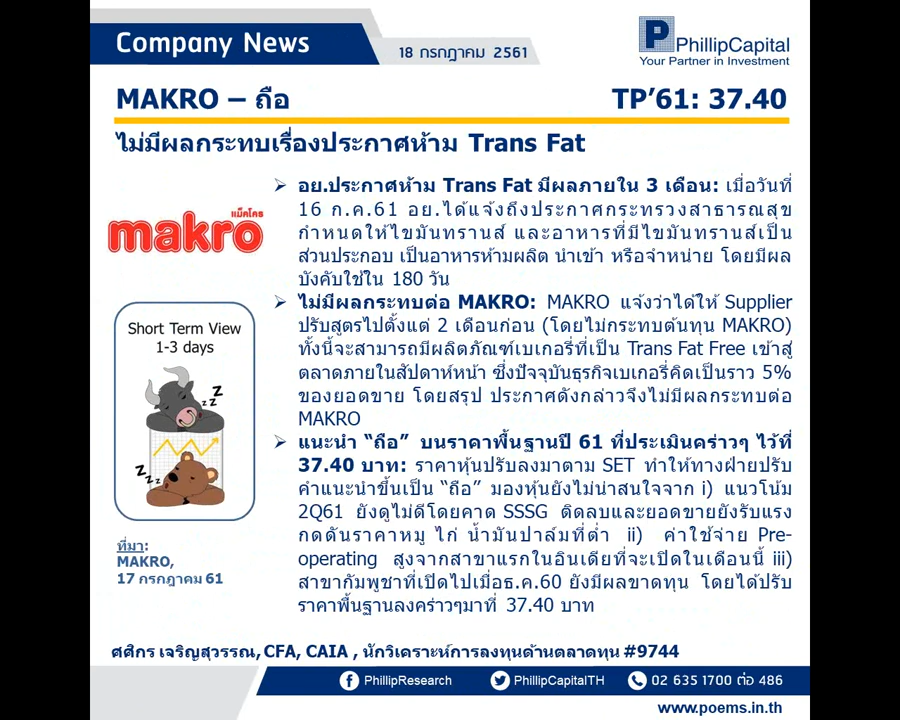 Company News
18 กรกฎาคม 2561
P PhillipCapital
Your Partner in Investment
MAKRO – ถือ
TP’61: 37.40
ไม่มีผลกระทบเรื่องประกาศห้าม Trans Fat
แม็คโคร
makro
➢ อย.ประกาศห้าม Trans Fat มีผลภายใน 3 เดือน: เมื่อวันที่
16 ก.ค.61 อย.ได้แจ้งถึงประกาศกระทรวงสาธารณสุข
กำหนดให้ไขมันทรานส์ และอาหารที่มีไขมันทรานส์เป็น
ส่วนประกอบ เป็นอาหารห้ามผลิต นำเข้า หรือจำหน่าย โดยมีผล
บังคับใช้ใน 180 วัน
➢ ไม่มีผลกระทบต่อ MAKRO: MAKRO แจ้งว่าได้ให้ Supplier
ปรับสูตรไปตั้งแต่ 2 เดือนก่อน (โดยไม่กระทบต้นทุน MAKRO)
ทั้งนี้จะสามารถมีผลิตภัณฑ์เบเกอรี่ที่เป็น Trans Fat Free เข้าสู่
ตลาดภายในสัปดาห์หน้า ซึ่งปัจจุบันธุรกิจเบเกอรี่คิดเป็นราว 5%
ของยอดขาย โดยสรุป ประกาศดังกล่าวจึงไม่มีผลกระทบต่อ
MAKRO
➢ แนะนำ “ถือ” บนราคาพื้นฐานปี 61 ที่ประเมินคร่าวๆ ไว้ที่
37.40 บาท: ราคาหุ้นปรับลงมาตาม SET ทำให้ทางฝ่ายปรับ
คำแนะนำขึ้นเป็น “ถือ” มองหุ้นยังไม่น่าสนใจจาก i) แนวโน้ม
2Q61 ยังดูไม่ดีโดยคาด SSSG ติดลบและยอดขายยังรับแรง
กดดันราคาหมู ไก่ น้ำมันปาล์มที่ต่ำ ii) ค่าใช้จ่าย Pre-
operating สูงจากสาขาแรกในอินเดียที่จะเปิดในเดือนนี้ iii)
สาขากัมพูชาที่เปิดไปเมื่อธ.ค.60 ยังมีผลขาดทุน โดยได้ปรับ
ราคาพื้นฐานลงคร่าวๆมาที่ 37.40 บาท
Short Term View
1-3 days
z z Z
Z z z z
ที่มา:
MAKRO,
17 กรกฎาคม 61
ศศิกร เจริญสุวรรณ, CFA, CAIA , นักวิเคราะห์การลงทุนด้านตลาดทุน #9744
PhillipResearch
PhillipCapitalTH
02 635 1700 ต่อ 486
www.poems.in.th